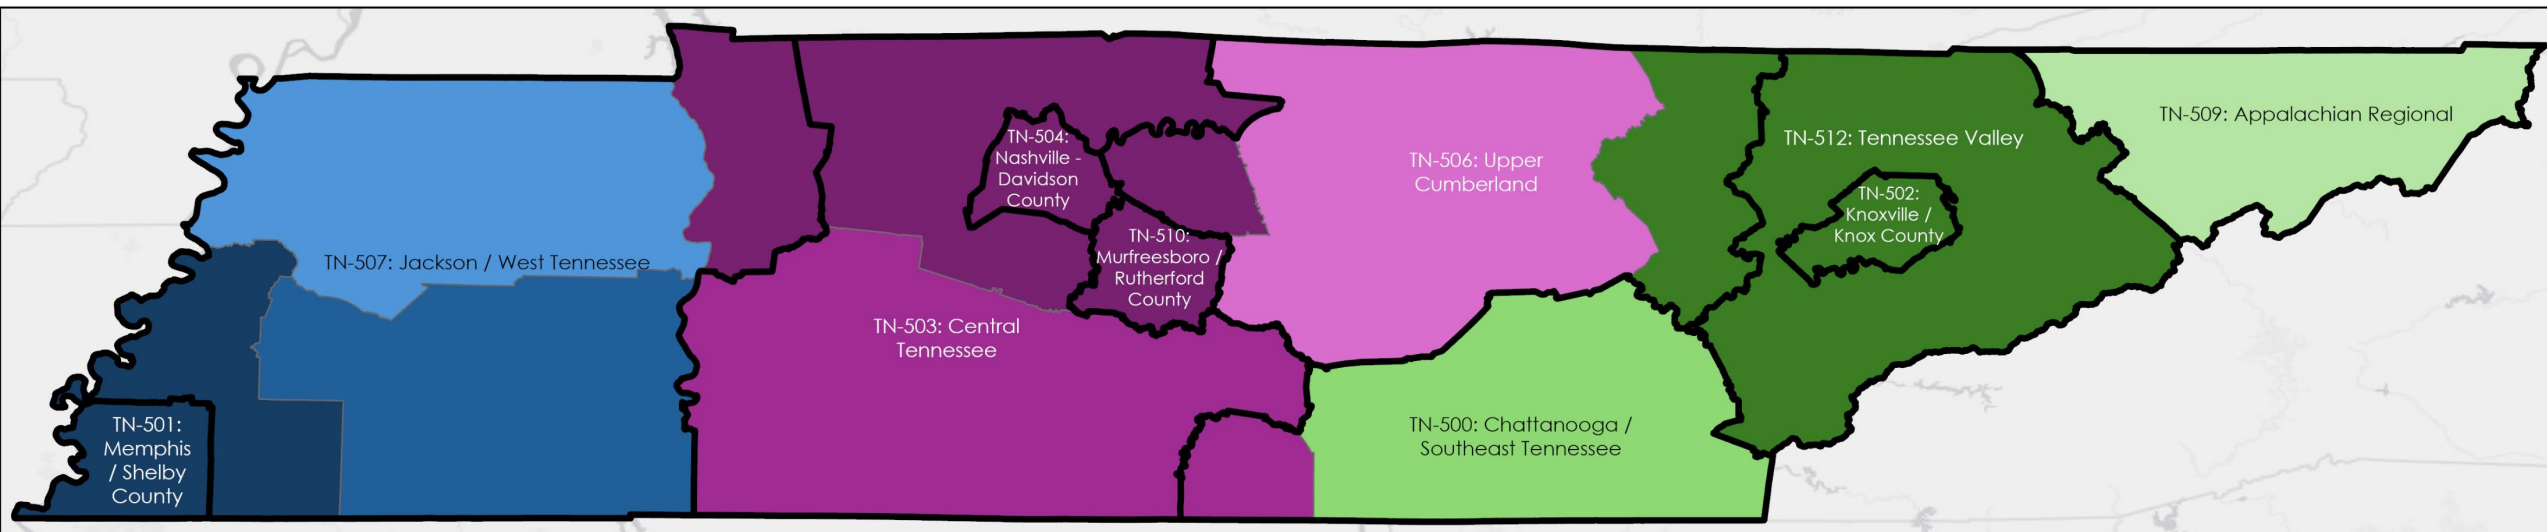 TN-507: Jackson / West Tennessee
TN-501:
Memphis
/ Shelby
County
TN-504:
Nashville -
Davidson
County
TN-510:
Murfreesboro /
Rutherford
County
TN-503: Central
Tennessee
TN-506: Upper
Cumberland
TN-500: Chattanooga /
Southeast Tennessee
TN-512: Tennessee Valley
TN-502:
Knoxville /
Knox County
TN-509: Appalachian Regional